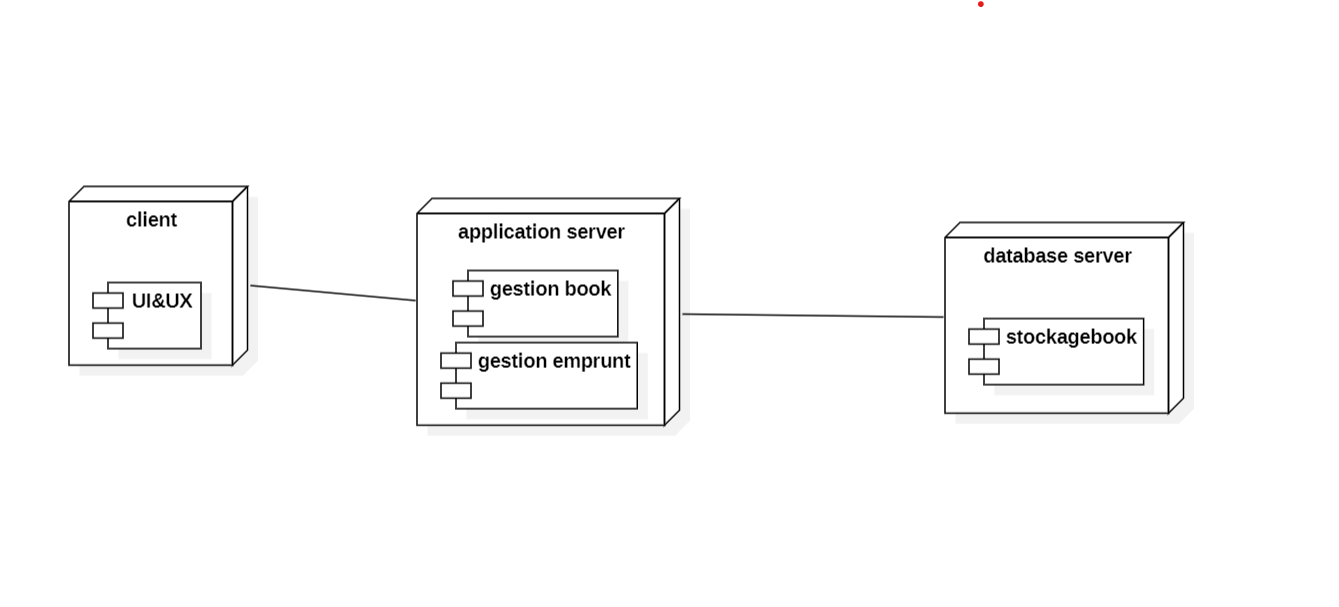 client
UI&UX
application server
gestion book
gestion emprunt
database server
stockagebook